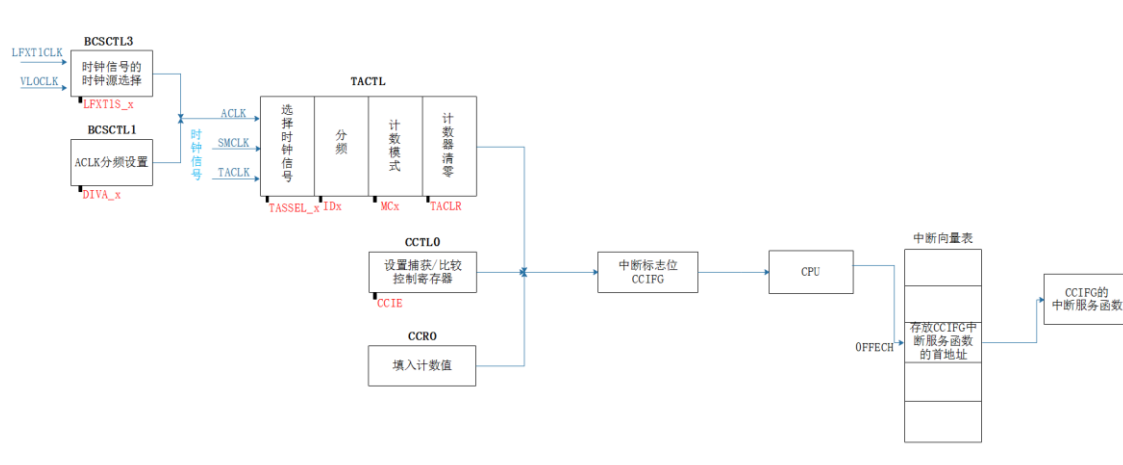 BCSCTL3
LFXT1CLK
VLOCLK
时钟信号的
时钟源选择
LFXT1S_x
BCSCTL1
ACLK分频设置
DIVA_x
时钟信号
ACLK
SMCLK
TACLK
TACTL
选择时钟信号
分频
计数模式
计数器清零
TASSEL_x
IDx
MCx
TACLR
CCTL0
设置捕获/比较
控制寄存器
CCIE
CCR0
填入计数值
中断标志位
CCIFG
CPU
中断向量表
0FFECH
存放CCIFG中
断服务函数
的首地址
CCIFG的
中断服务函数